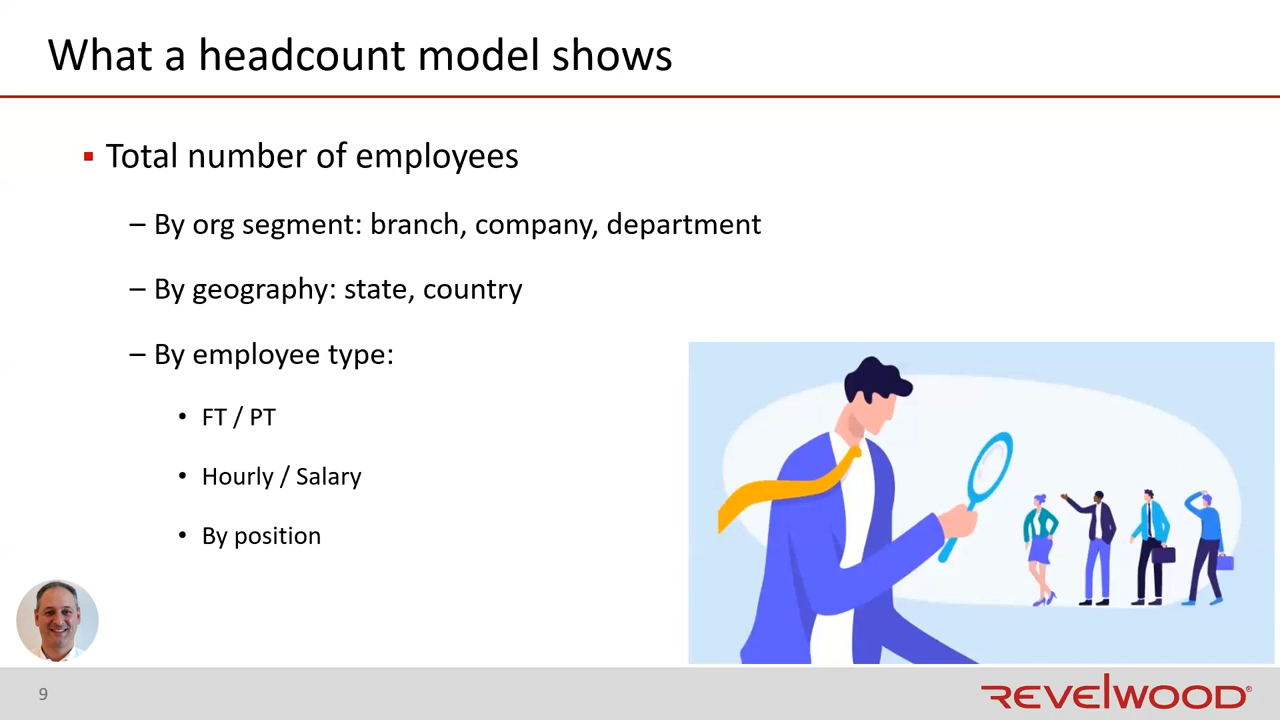 What a headcount model shows
▪ Total number of employees
– By org segment: branch, company, department
– By geography: state, country
– By employee type:
• FT / PT
• Hourly / Salary
• By position
9
REVELWOOD®